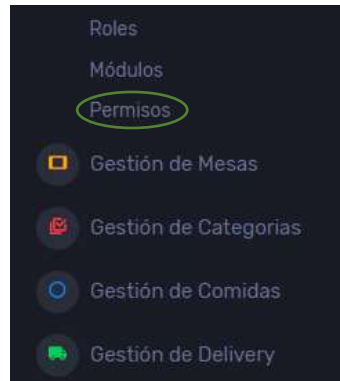 Roles
Módulos
Permisos
Gestión de Mesas
Gestión de Categorias
Gestión de Comidas
Gestión de Delivery